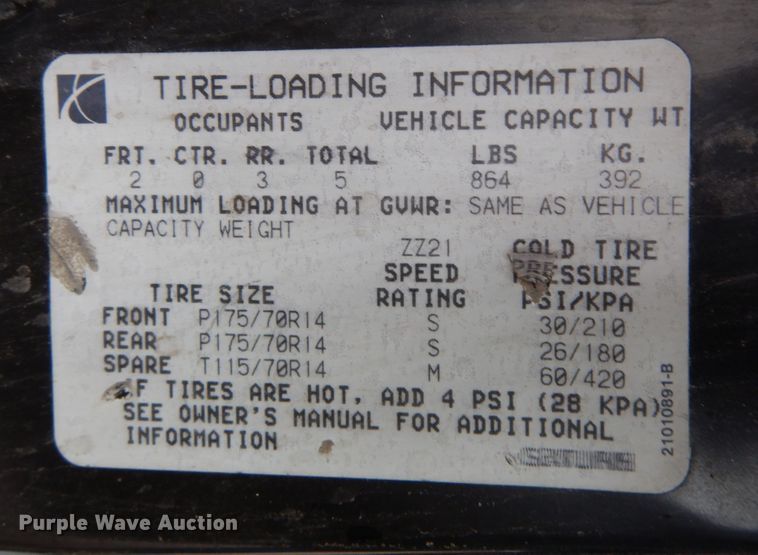 TIRE-LOADING INFORMATION
OCCUPANTS VEHICLE CAPACITY WT
FRT. CTR. RR. TOTAL LBS KG.
2 0 3 5 864 392
MAXIMUM LOADING AT GVWR: SAME AS VEHICLE
CAPACITY WEIGHT
ZZ21 COLD TIRE
SPEED PRESSURE
TIRE SIZE RATING PSI/KPA
FRONT P175/70R14 S 30/210
REAR P175/70R14 S 26/180
SPARE T115/70R14 M 60/420
IF TIRES ARE HOT, ADD 4 PSI (28 KPA)
SEE OWNER'S MANUAL FOR ADDITIONAL
INFORMATION
21010891-B
Purple Wave Auction